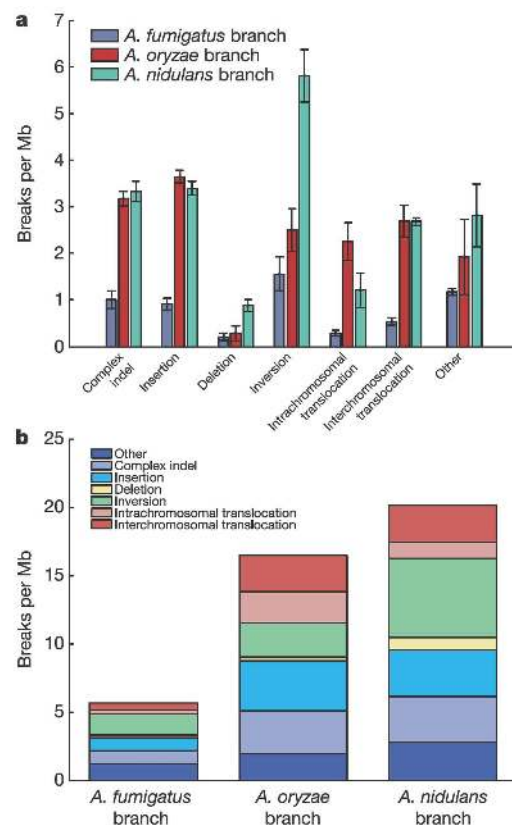 a
A. fumigatus branch
A. oryzae branch
A. nidulans branch
Breaks per Mb
7
6
5
4
3
2
1
0
Complex
indel
Insertion
Deletion
Inversion
Intrachromosomal
translocation
Interchromosomal
translocation
Other
b
Other
Complex indel
Insertion
Deletion
Inversion
Intrachromosomal translocation
Interchromosomal translocation
Breaks per Mb
25
20
15
10
5
0
A. fumigatus
branch
A. oryzae
branch
A. nidulans
branch